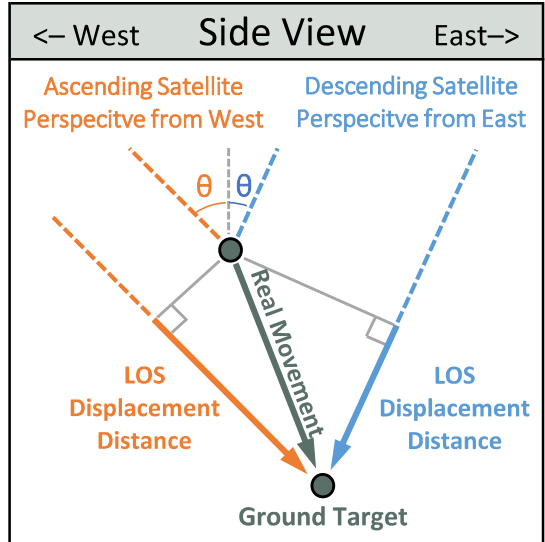 <– West Side View East–>
Ascending Satellite
Perspecitve from West
Descending Satellite
Perspecitve from East
θ θ
Real Movement
LOS
Displacement
Distance
LOS
Displacement
Distance
Ground Target